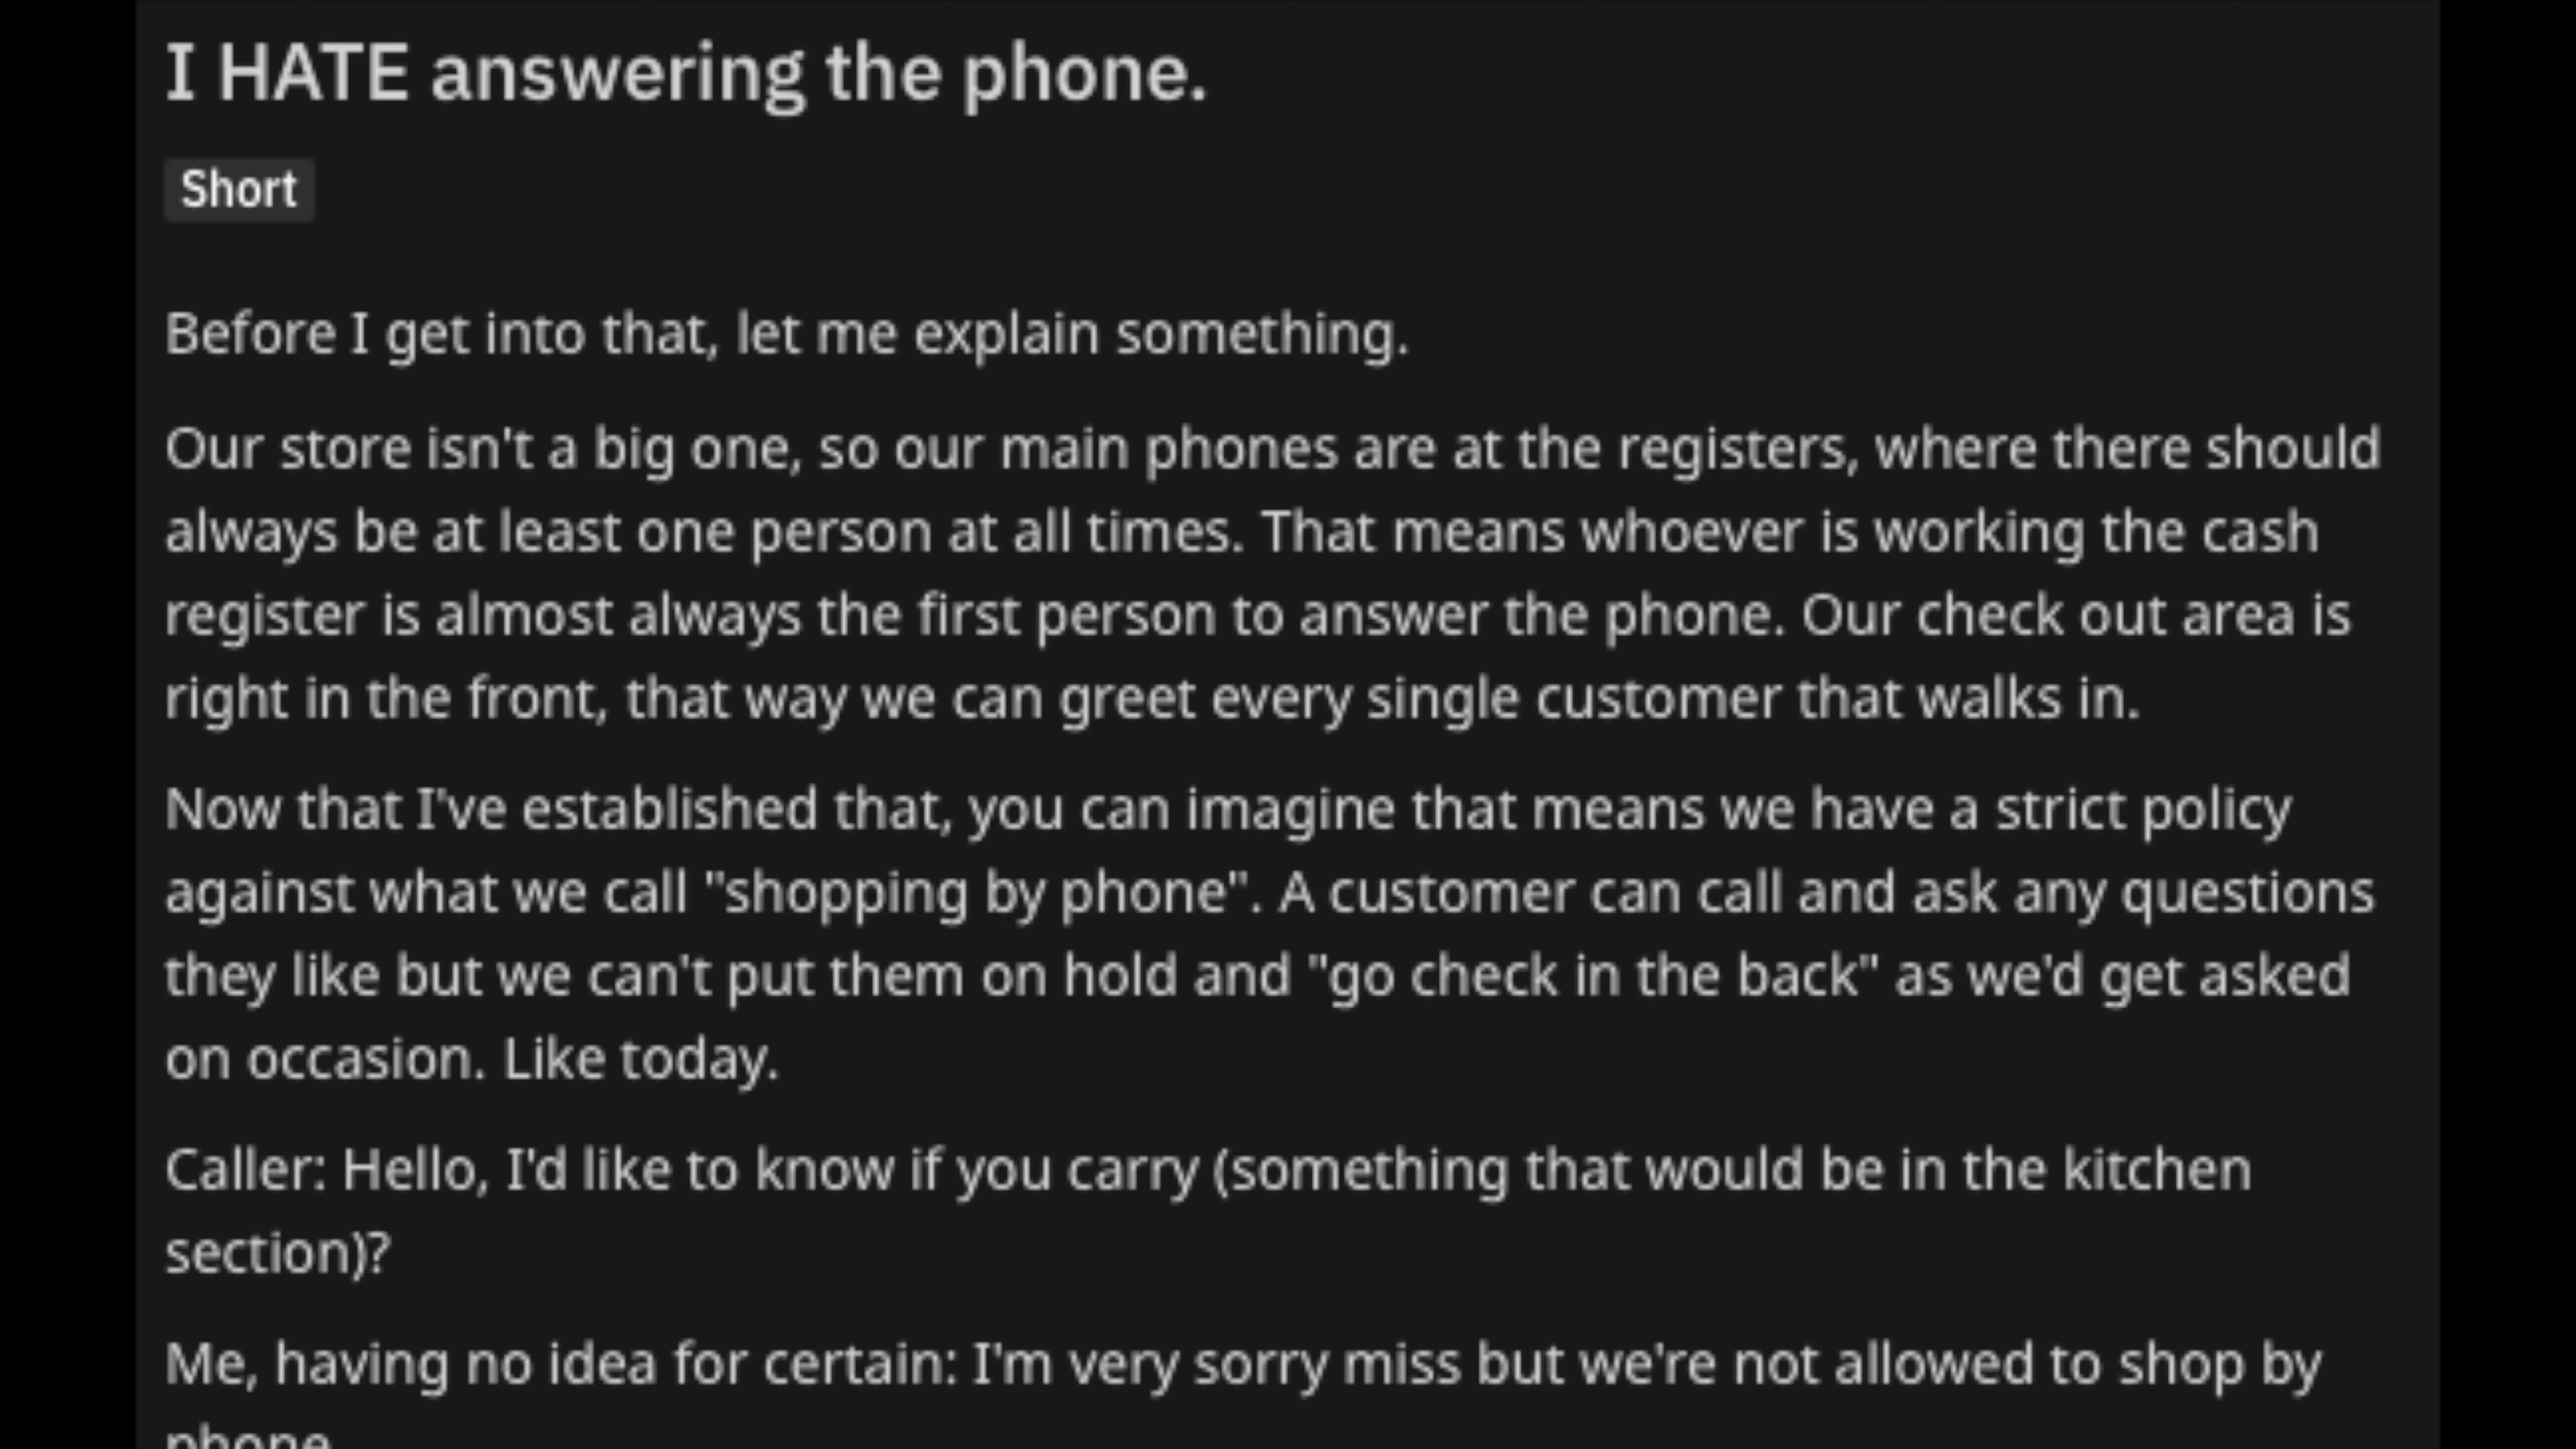 I HATE answering the phone.
Short
Before I get into that, let me explain something.
Our store isn't a big one, so our main phones are at the registers, where there should
always be at least one person at all times. That means whoever is working the cash
register is almost always the first person to answer the phone. Our check out area is
right in the front, that way we can greet every single customer that walks in.
Now that I've established that, you can imagine that means we have a strict policy
against what we call "shopping by phone". A customer can call and ask any questions
they like but we can't put them on hold and "go check in the back" as we'd get asked
on occasion. Like today.
Caller: Hello, I'd like to know if you carry (something that would be in the kitchen
section)?
Me, having no idea for certain: I'm very sorry miss but we're not allowed to shop by
phone